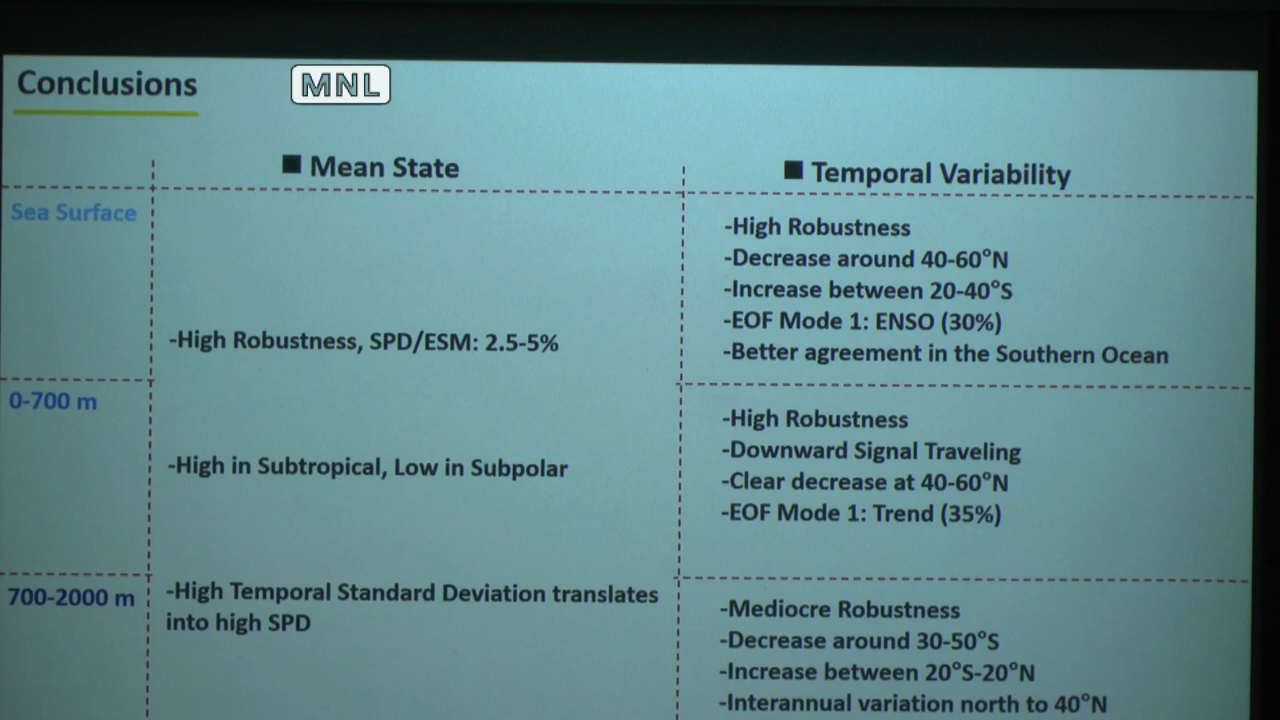 Conclusions
MNL
■ Mean State
■ Temporal Variability
Sea Surface
-High Robustness, SPD/ESM: 2.5-5%
-High Robustness
-Decrease around 40-60°N
-Increase between 20-40°S
-EOF Mode 1: ENSO (30%)
-Better agreement in the Southern Ocean
0-700 m
-High in Subtropical, Low in Subpolar
-High Robustness
-Downward Signal Traveling
-Clear decrease at 40-60°N
-EOF Mode 1: Trend (35%)
700-2000 m
-High Temporal Standard Deviation translates
into high SPD
-Mediocre Robustness
-Decrease around 30-50°S
-Increase between 20°S-20°N
-Interannual variation north to 40°N